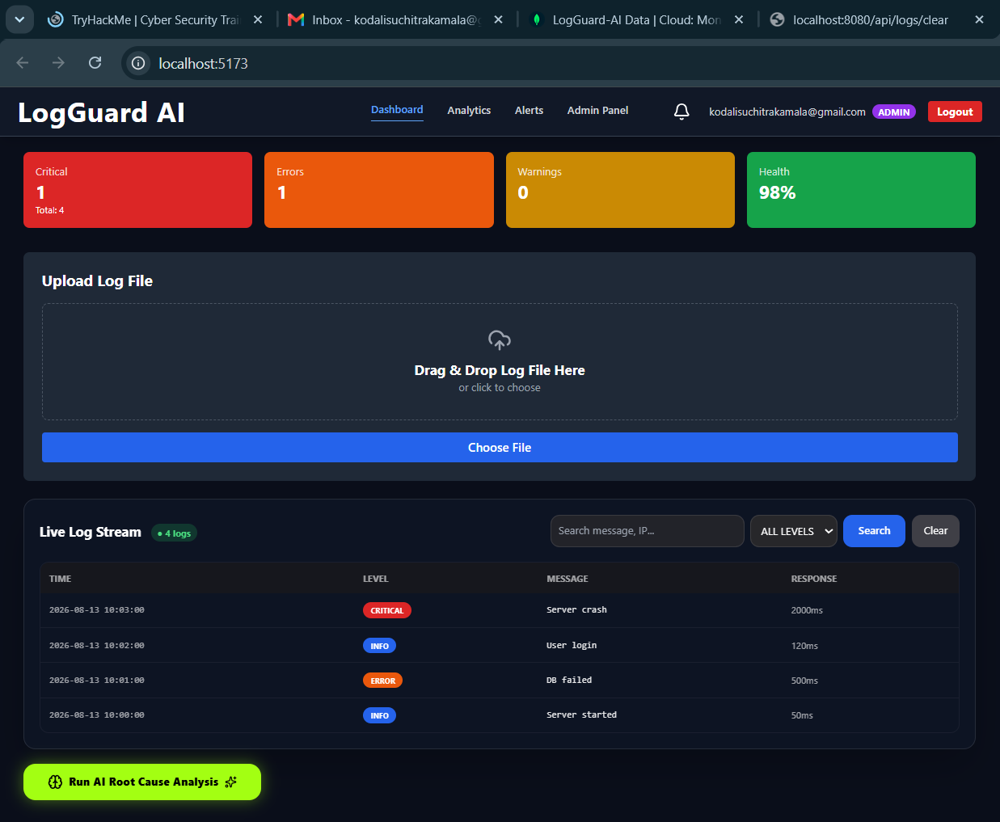 TryHackMe | Cyber Security Trai
Inbox - kodalisuchitrakamala@g
LogGuard-AI Data | Cloud: Mon
localhost:8080/api/logs/clear
localhost:5173
LogGuard AI
Dashboard
Analytics
Alerts
Admin Panel
kodalisuchitrakamala@gmail.com
ADMIN
Logout
Critical
1
Total: 4
Errors
1
Warnings
0
Health
98%
Upload Log File
Drag & Drop Log File Here
or click to choose
Choose File
Live Log Stream
● 4 logs
Search message, IP...
ALL LEVELS
Search
Clear
TIME LEVEL MESSAGE RESPONSE
2026-08-13 10:03:00 CRITICAL Server crash 2000ms
2026-08-13 10:02:00 INFO User login 120ms
2026-08-13 10:01:00 ERROR DB failed 500ms
2026-08-13 10:00:00 INFO Server started 50ms
Run AI Root Cause Analysis